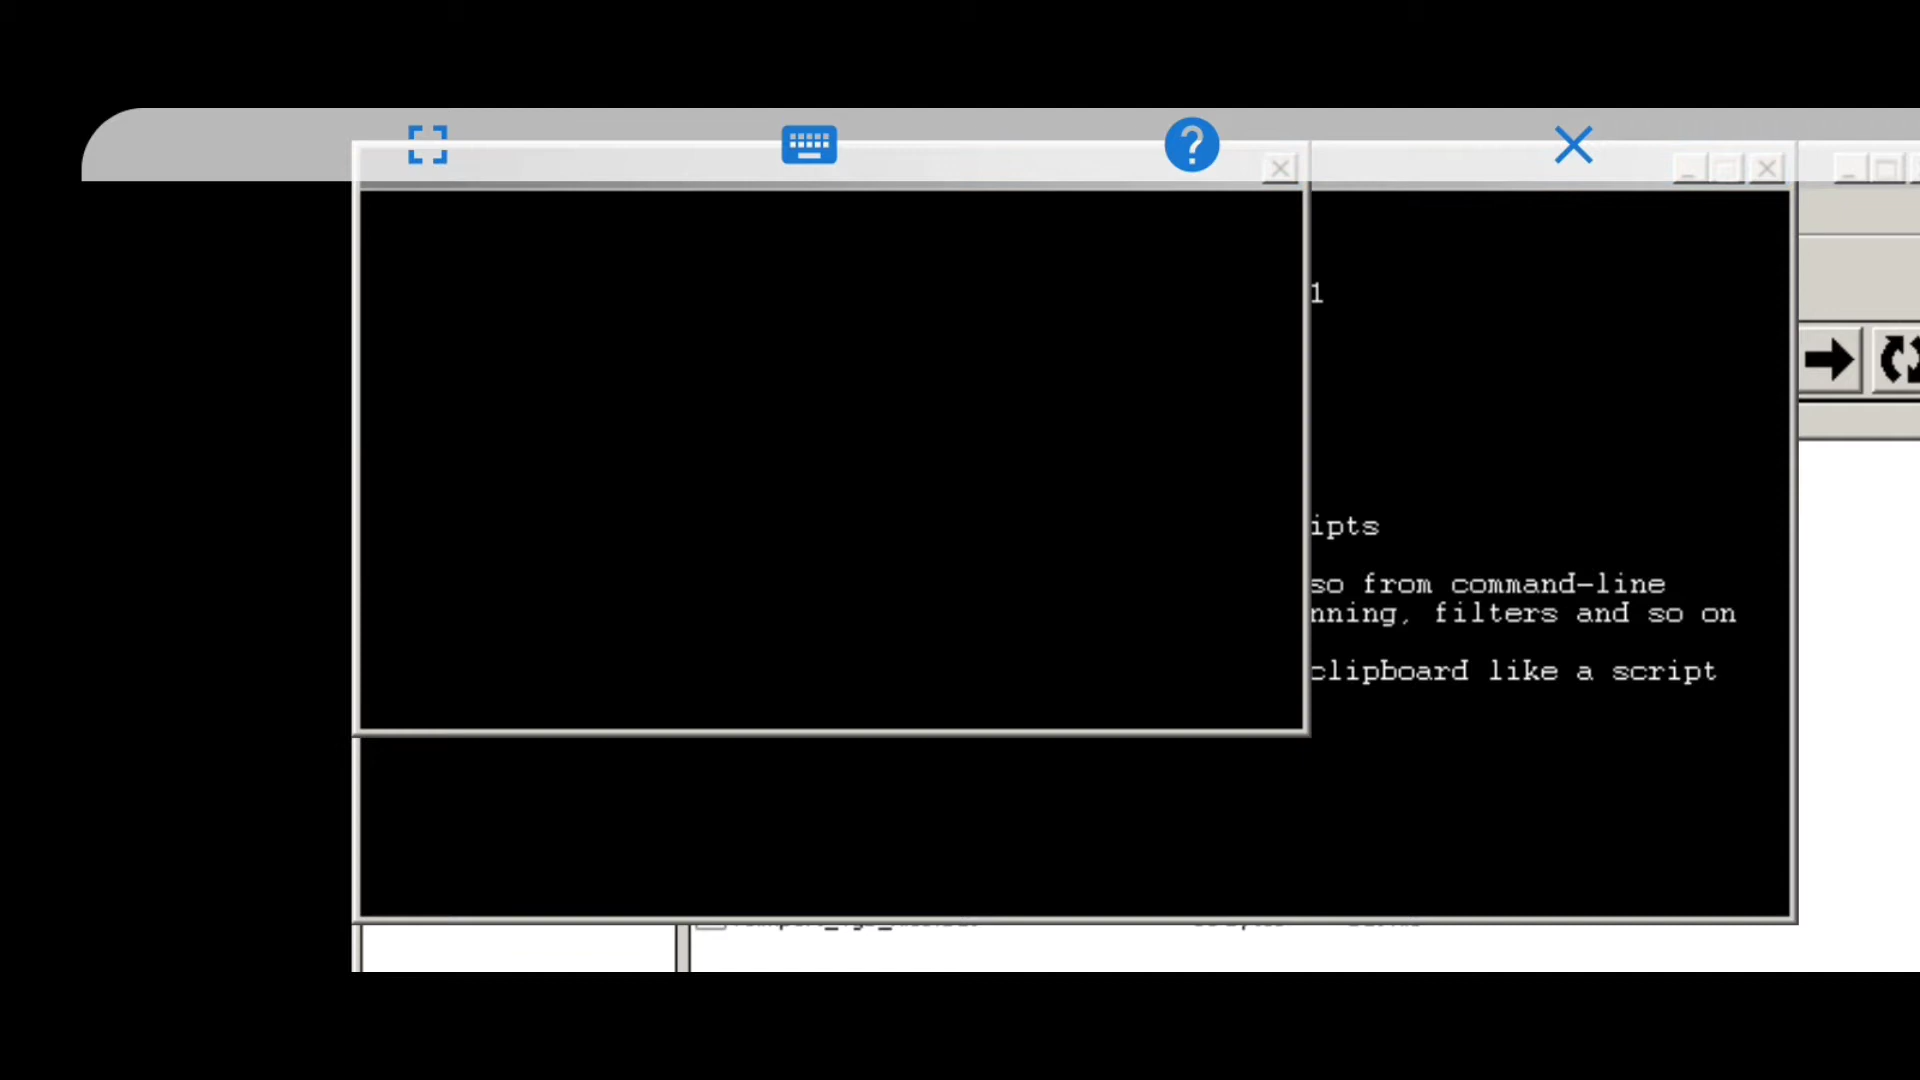 1
ipts
so from command-line
nning, filters and so on
clipboard like a script